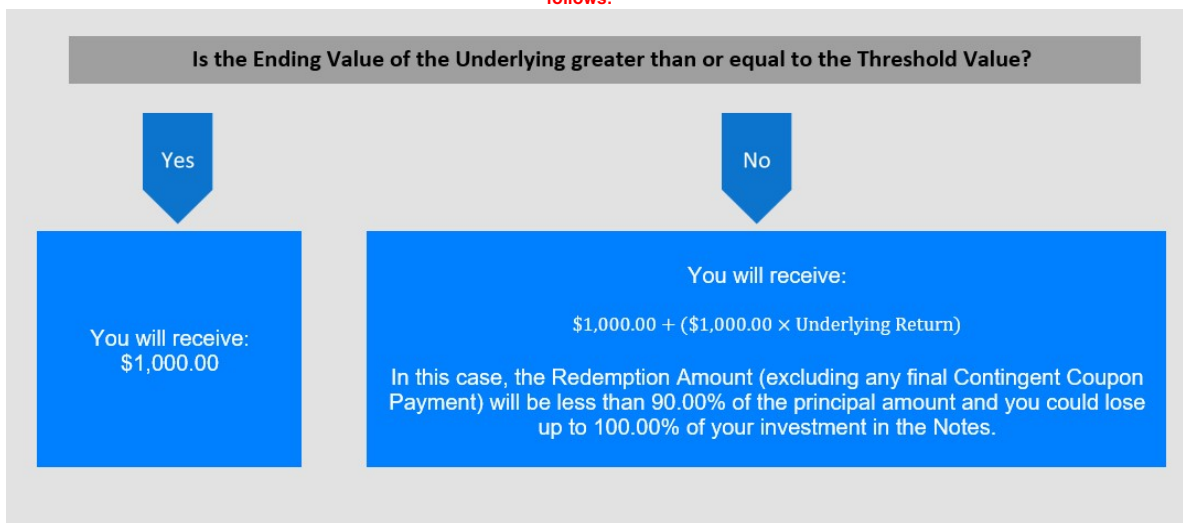 follows:
Is the Ending Value of the Underlying greater than or equal to the Threshold Value?
Yes
No
You will receive:
$1,000.00
You will receive:
$1,000.00 + ($1,000.00 × Underlying Return)
In this case, the Redemption Amount (excluding any final Contingent Coupon
Payment) will be less than 90.00% of the principal amount and you could lose
up to 100.00% of your investment in the Notes.